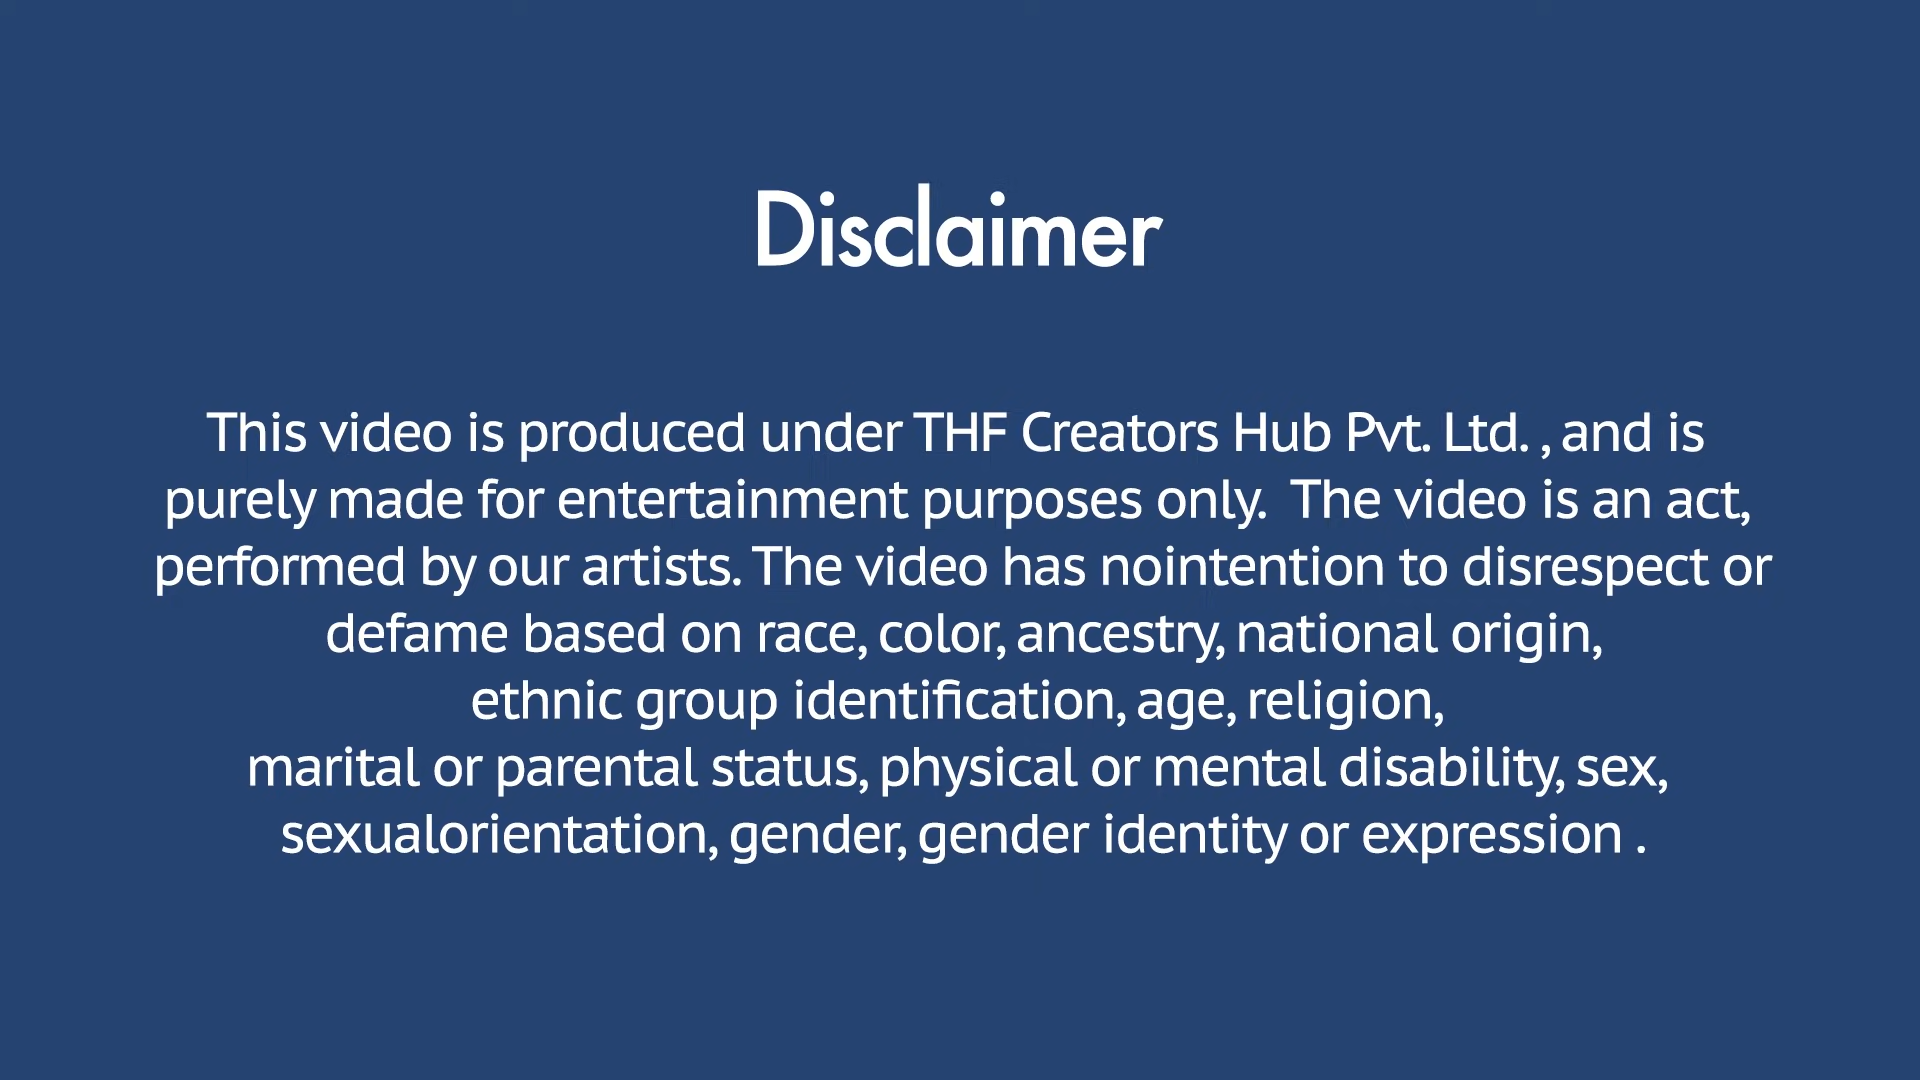 Disclaimer
This video is produced under THF Creators Hub Pvt. Ltd. , and is
purely made for entertainment purposes only.  The video is an act,
performed by our artists. The video has nointention to disrespect or
defame based on race, color, ancestry, national origin,
ethnic group identification, age, religion,
marital or parental status, physical or mental disability, sex,
sexualorientation, gender, gender identity or expression .